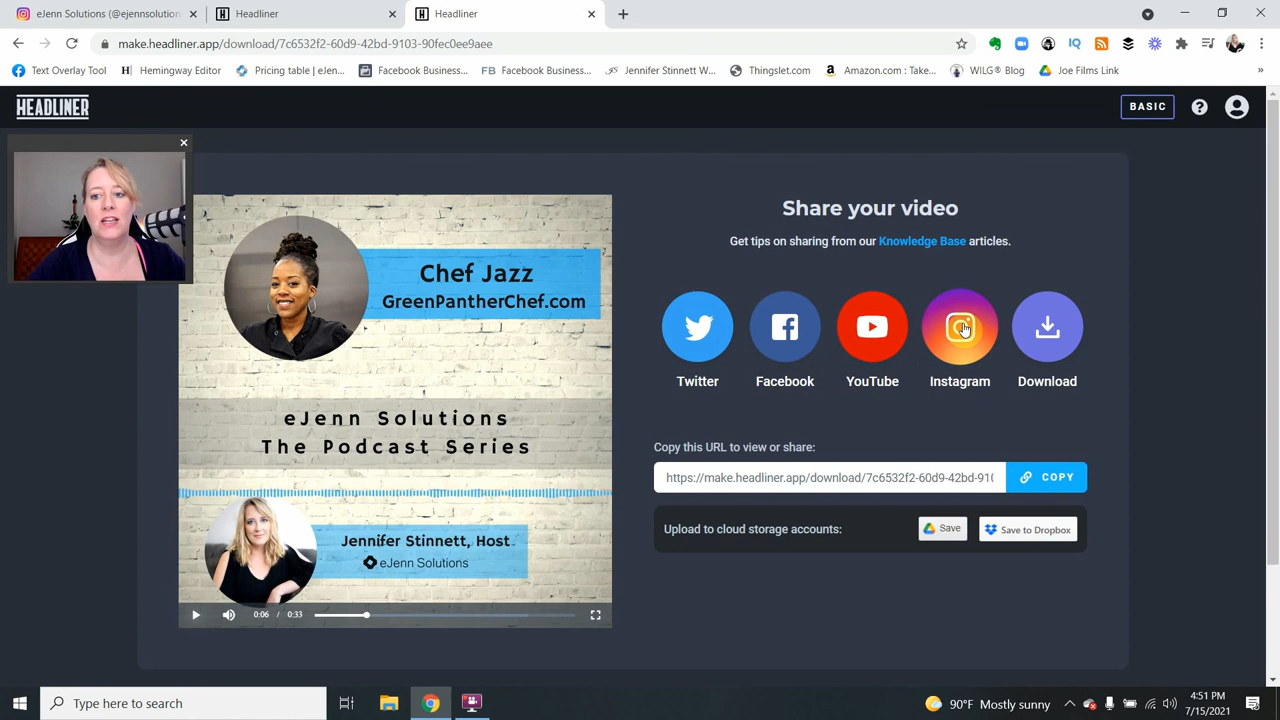 eJenn Solutions (@ejennsolution
Headliner
Headliner
make.headliner.app/download/7c6532f2-60d9-42bd-9103-90fec0ee9aee
Text Overlay Tool
Hemingway Editor
Pricing table | eJen...
Facebook Business...
FB
Facebook Business...
Jennifer Stinnett W...
Thingslet.com
Amazon.com : Take...
WILG® Blog
Joe Films Link
»
HEADLINER
BASIC
Chef Jazz
GreenPantherChef.com
eJenn Solutions
The Podcast Series
Jennifer Stinnett, Host
eJenn Solutions
0:06 / 0:33
Share your video
Get tips on sharing from our Knowledge Base articles.
Twitter
Facebook
YouTube
Instagram
Download
Copy this URL to view or share:
https://make.headliner.app/download/7c6532f2-60d9-42bd-910
COPY
Upload to cloud storage accounts:
Save
Save to Dropbox
Type here to search
90°F Mostly sunny
4:51 PM
7/15/2021